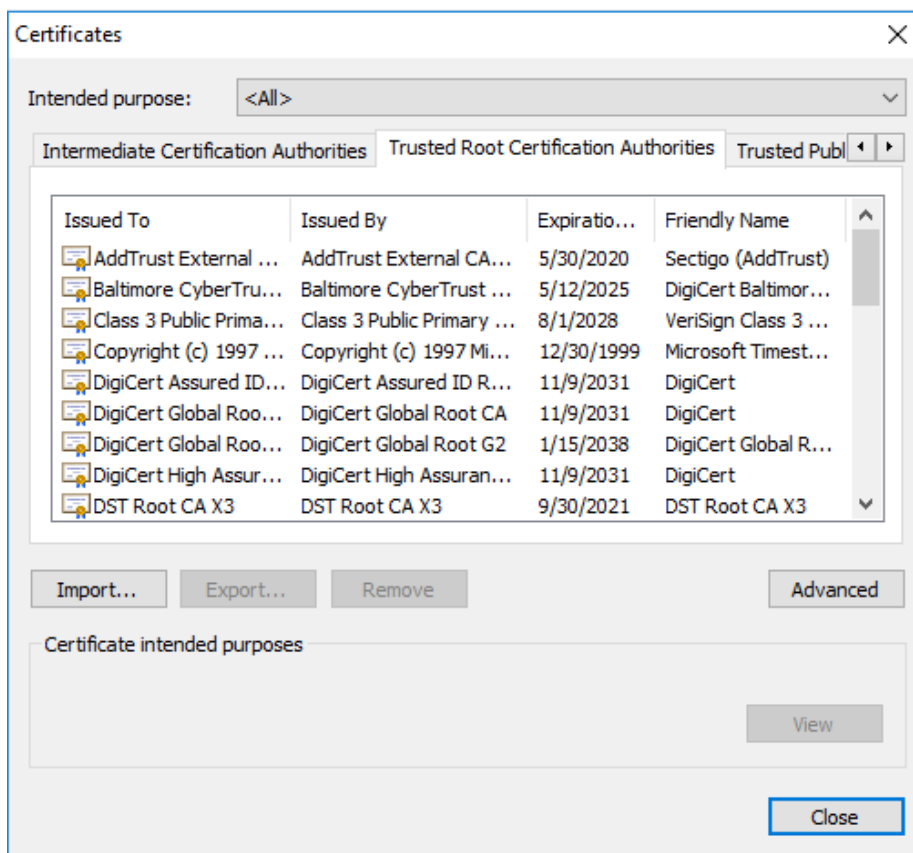 Certificates
Intended purpose: <All>
Intermediate Certification Authorities Trusted Root Certification Authorities Trusted Publ
Issued To Issued By Expiratio... Friendly Name
AddTrust External ... AddTrust External CA... 5/30/2020 Sectigo (AddTrust)
Baltimore CyberTru... Baltimore CyberTrust ... 5/12/2025 DigiCert Baltimor...
Class 3 Public Prima... Class 3 Public Primary ... 8/1/2028 VeriSign Class 3 ...
Copyright (c) 1997 ... Copyright (c) 1997 Mi... 12/30/1999 Microsoft Timest...
DigiCert Assured ID... DigiCert Assured ID R... 11/9/2031 DigiCert
DigiCert Global Roo... DigiCert Global Root CA 11/9/2031 DigiCert
DigiCert Global Roo... DigiCert Global Root G2 1/15/2038 DigiCert Global R...
DigiCert High Assur... DigiCert High Assuran... 11/9/2031 DigiCert
DST Root CA X3 DST Root CA X3 9/30/2021 DST Root CA X3
Import... Export... Remove Advanced
Certificate intended purposes
View
Close